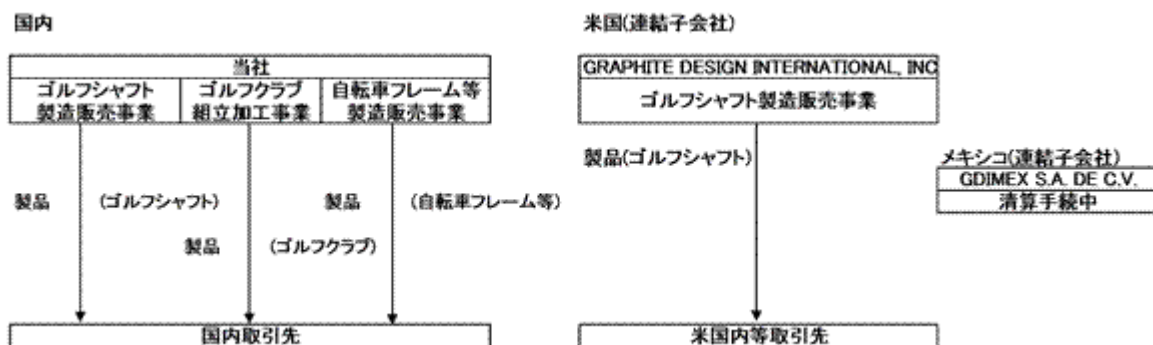 国内
当社
ゴルフシャフト
製造販売事業
ゴルフクラブ
組立加工事業
自転車フレーム等
製造販売事業
製品
(ゴルフシャフト)
製品
(ゴルフクラブ)
製品
(自転車フレーム等)
国内取引先
米国(連結子会社)
GRAPHITE DESIGN INTERNATIONAL, INC
ゴルフシャフト製造販売事業
製品(ゴルフシャフト)
米国内等取引先
メキシコ(連結子会社)
GDIMEX S.A. DE C.V.
清算手続中